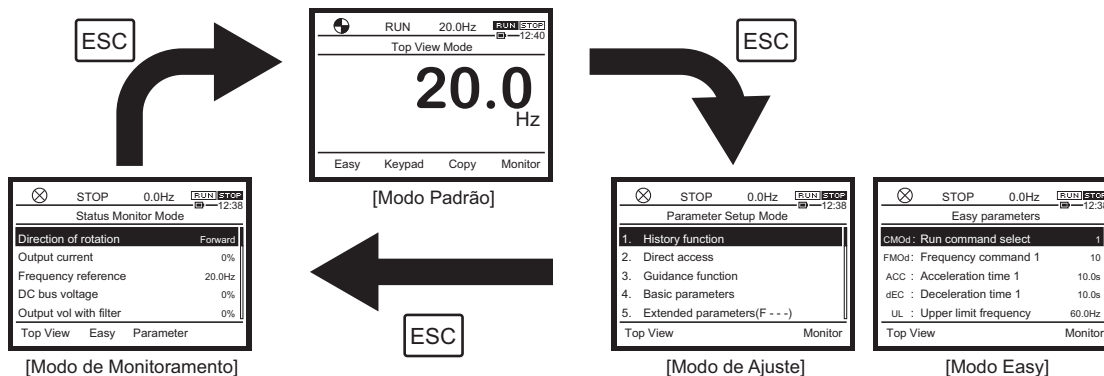 ESC
RUN 20.0Hz RUN STOP
12:40
Top View Mode
20.0
Hz
Easy Keypad Copy Monitor
[Modo Padrão]
ESC
STOP 0.0Hz RUN STOP
12:38
Status Monitor Mode
Direction of rotation Forward
Output current 0%
Frequency reference 20.0Hz
DC bus voltage 0%
Output vol with filter 0%
Top View Easy Parameter
[Modo de Monitoramento]
ESC
STOP 0.0Hz RUN STOP
12:38
Parameter Setup Mode
1. History function
2. Direct access
3. Guidance function
4. Basic parameters
5. Extended parameters(F - - -)
Top View Monitor
[Modo de Ajuste]
STOP 0.0Hz RUN STOP
12:38
Easy parameters
CMOd : Run command select 1
FMOd : Frequency command 1 10
ACC : Acceleration time 1 10.0s
dEC : Deceleration time 1 10.0s
UL : Upper limit frequency 60.0Hz
Top View Monitor
[Modo Easy]